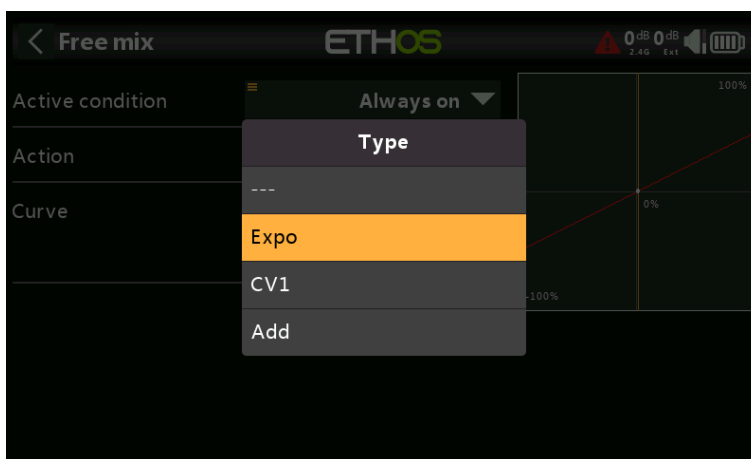 Free mix
ETHOS
0dB 0dB
2.4G Ext
Active condition
Always on
100%
Type
Action
---
Curve
0%
Expo
CV1
-100%
Add